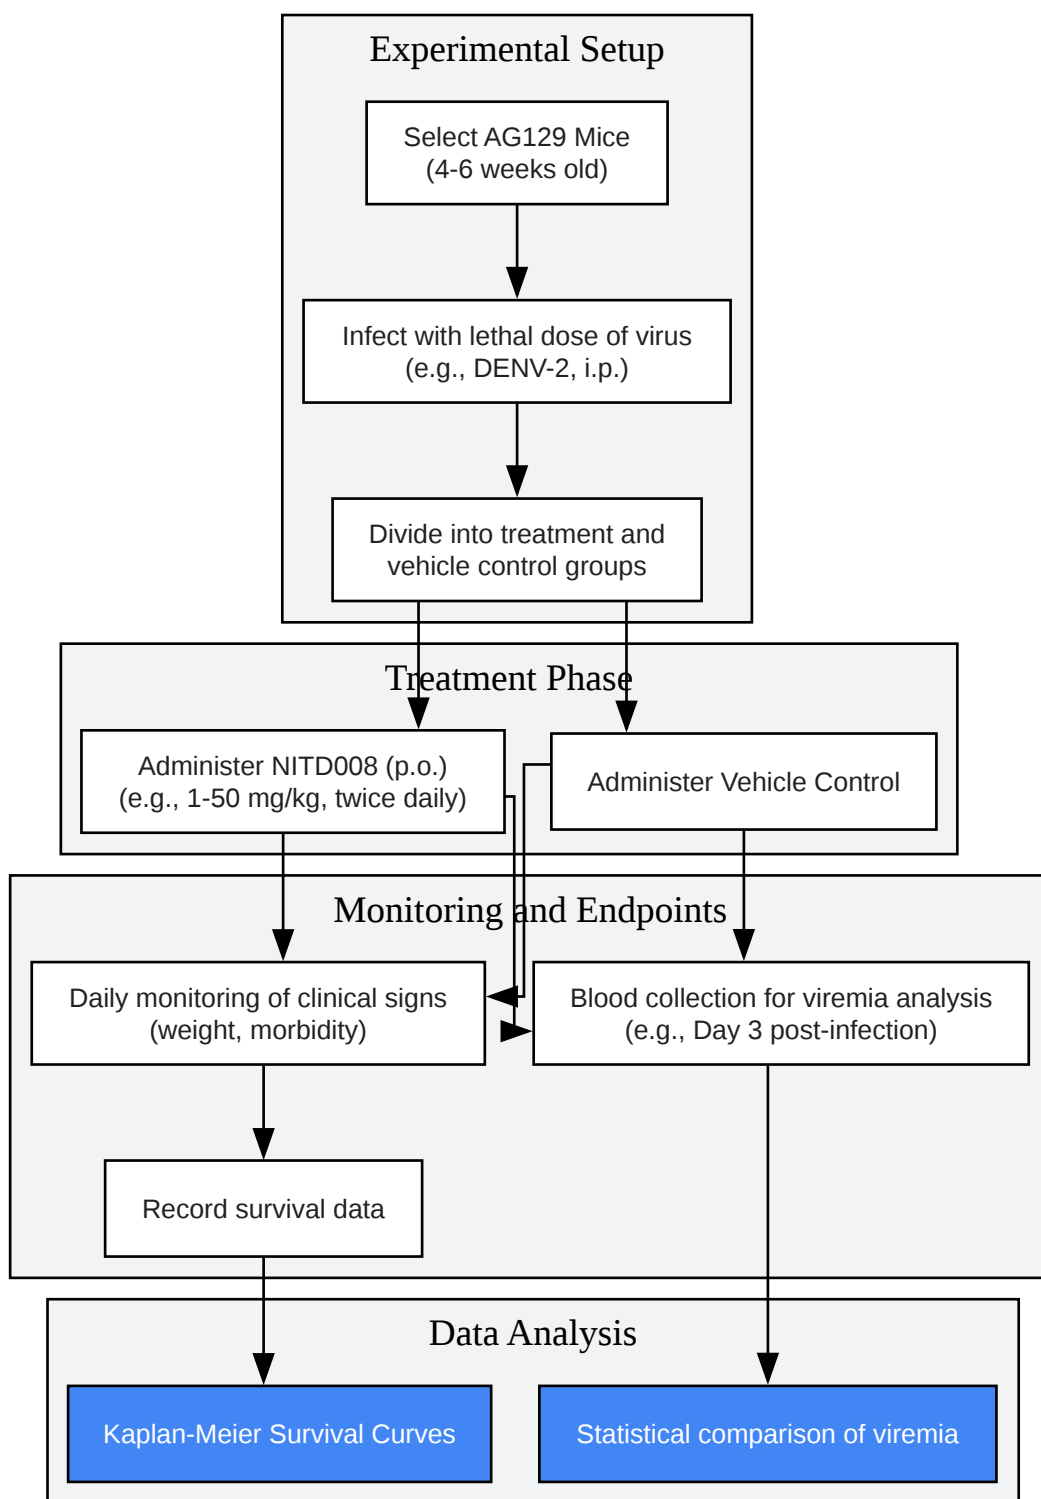 Experimental Setup
Select AG129 Mice
(4-6 weeks old)
Infect with lethal dose of virus
(e.g., DENV-2, i.p.)
Divide into treatment and
vehicle control groups
Treatment Phase
Administer NITD008 (p.o.)
(e.g., 1-50 mg/kg, twice daily)
Administer Vehicle Control
Monitoring and Endpoints
Daily monitoring of clinical signs
(weight, morbidity)
Blood collection for viremia analysis
(e.g., Day 3 post-infection)
Record survival data
Data Analysis
Kaplan-Meier Survival Curves
Statistical comparison of viremia